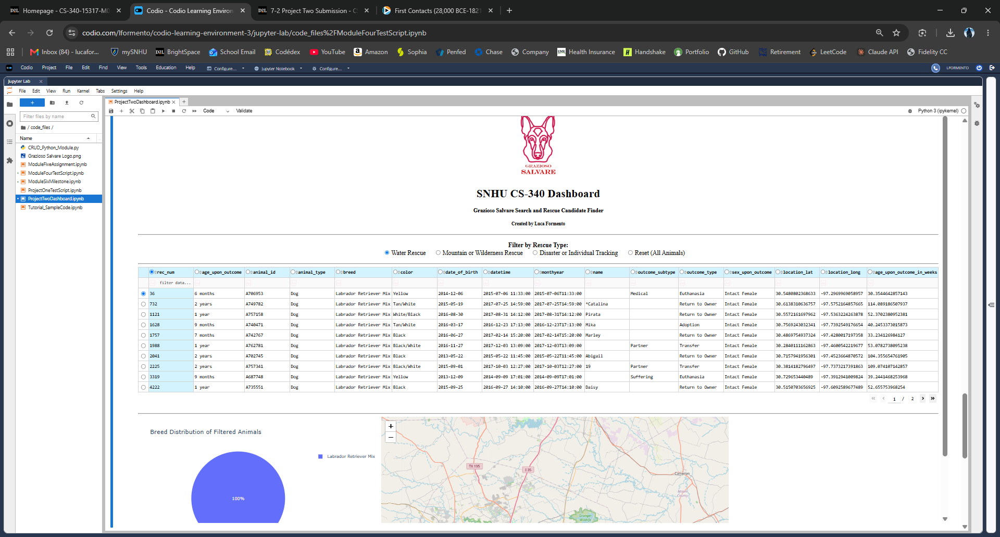 Homepage - CS-340-15317-M0
Codio - Codio Learning Environ
7-2 Project Two Submission - C
First Contacts (28,000 BCE-1821
codio.com/lformento/codio-learning-environment-3/jupyter-lab/code_files%2FModuleFourTestScript.ipynb
Inbox (84) - lucafor... mySNHU BrightSpace School Email Codédex YouTube Amazon Sophia Penfed Chase Company Health Insurance Handshake Portfolio GitHub Retirement LeetCode Claude API Fidelity CC
Codio Project File Edit Find View Tools Education Help Configure.... Jupyter Notebook Configure.... LFORMENTO
Jupyter Lab
File Edit View Run Kernel Tabs Settings Help
ProjectTwoDashboard.ipynb
Code Validate Python 3 (ipykernel)
Filter files by name
/ code_files /
Name
CRUD_Python_Module.py
Grazioso Salvare Logo.png
ModuleFiveAssignment.ipynb
ModuleFourTestScript.ipynb
ModuleSixMilestone.ipynb
ProjectOneTestScript.ipynb
ProjectTwoDashboard.ipynb
Tutorial_SampleCode.ipynb
GRAZIOSO
SALVARE
SNHU CS-340 Dashboard
Grazioso Salvare Search and Rescue Candidate Finder
Created by Luca Formento
Filter by Rescue Type:
Water Rescue Mountain or Wilderness Rescue Disaster or Individual Tracking Reset (All Animals)
rec_num age_upon_outcome animal_id animal_type breed color date_of_birth datetime monthyear name outcome_subtype outcome_type sex_upon_outcome location_lat location_long age_upon_outcome_in_weeks
filter data...
36 6 months A706953 Dog Labrador Retriever Mix Yellow 2014-12-06 2015-07-06 11:33:00 2015-07-06T11:33:00 Medical Euthanasia Intact Female 30.5480802368633 -97.2969969058957 30.3544642857143
732 2 years A749782 Dog Labrador Retriever Mix Tan/White 2015-05-19 2017-07-25 14:59:00 2017-07-25T14:59:00 *Catalina Return to Owner Intact Female 30.6138310636757 -97.5752164857665 114.089186507937
1121 1 year A757158 Dog Labrador Retriever Mix White/Black 2016-08-30 2017-08-31 14:12:00 2017-08-31T14:12:00 Pirata Return to Owner Intact Female 30.5572161697962 -97.5363224263878 52.3702380952381
1628 9 months A740471 Dog Labrador Retriever Mix Tan/White 2016-03-17 2016-12-23 17:13:00 2016-12-23T17:13:00 Mika Adoption Intact Female 30.7569243032341 -97.7392549176654 40.2453373015873
1757 7 months A742767 Dog Labrador Retriever Mix Black 2016-06-27 2017-02-14 15:20:00 2017-02-14T15:20:00 Marley Return to Owner Intact Female 30.4869754937324 -97.4280017197358 33.234126984127
1988 1 year A762781 Dog Labrador Retriever Mix Black/White 2016-11-27 2017-12-03 13:09:00 2017-12-03T13:09:00 Partner Transfer Intact Female 30.2840111162863 -97.4600542219677 53.0782738095238
2041 2 years A702745 Dog Labrador Retriever Mix Black 2013-05-22 2015-05-22 11:45:00 2015-05-22T11:45:00 Abigail Return to Owner Intact Female 30.7157941956301 -97.4523664870572 104.355654761905
2225 2 years A757341 Dog Labrador Retriever Mix Black/White 2015-09-01 2017-10-03 12:27:00 2017-10-03T12:27:00 19 Partner Transfer Intact Female 30.3814182796497 -97.7373217391863 109.074107142857
3319 9 months A687748 Dog Labrador Retriever Mix Yellow 2013-12-09 2014-09-09 17:01:00 2014-09-09T17:01:00 Suffering Euthanasia Intact Female 30.729653440489 -97.3912941009824 39.2441468253968
4222 1 year A735551 Dog Labrador Retriever Mix Black 2015-09-25 2016-09-27 14:10:00 2016-09-27T14:10:00 Daisy Return to Owner Intact Female 30.5150703656925 -97.6092589677489 52.655753968254
1 / 2
Breed Distribution of Filtered Animals
Labrador Retriever Mix
100%
TX 195
I 35
Cameron
Milam
County
Granger
Wildlife